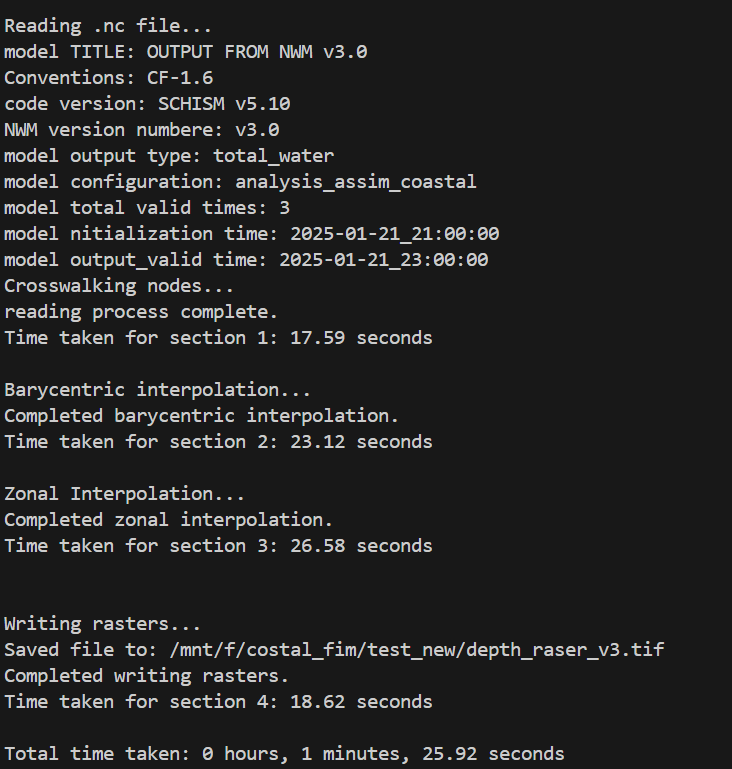 Reading .nc file...
model TITLE: OUTPUT FROM NWM v3.0
Conventions: CF-1.6
code version: SCHISM v5.10
NWM version numbere: v3.0
model output type: total_water
model configuration: analysis_assim_coastal
model total valid times: 3
model nitialization time: 2025-01-21_21:00:00
model output_valid time: 2025-01-21_23:00:00
Crosswalking nodes...
reading process complete.
Time taken for section 1: 17.59 seconds
Barycentric interpolation...
Completed barycentric interpolation.
Time taken for section 2: 23.12 seconds
Zonal Interpolation...
Completed zonal interpolation.
Time taken for section 3: 26.58 seconds
Writing rasters...
Saved file to: /mnt/f/costal_fim/test_new/depth_raser_v3.tif
Completed writing rasters.
Time taken for section 4: 18.62 seconds
Total time taken: 0 hours, 1 minutes, 25.92 seconds